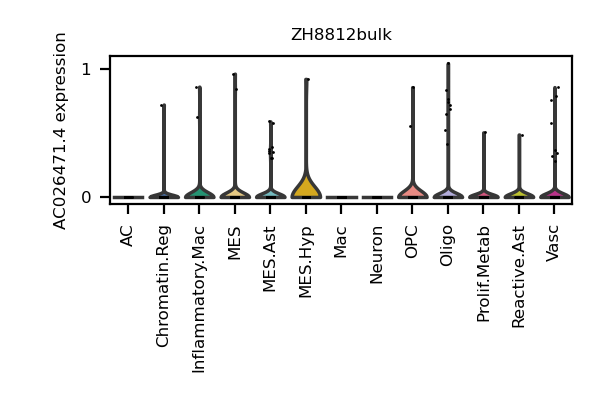 ZH8812bulk
AC026471.4 expression
1
0
AC
Chromatin.Reg
Inflammatory.Mac
MES
MES.Ast
MES.Hyp
Mac
Neuron
OPC
Oligo
Prolif.Metab
Reactive.Ast
Vasc